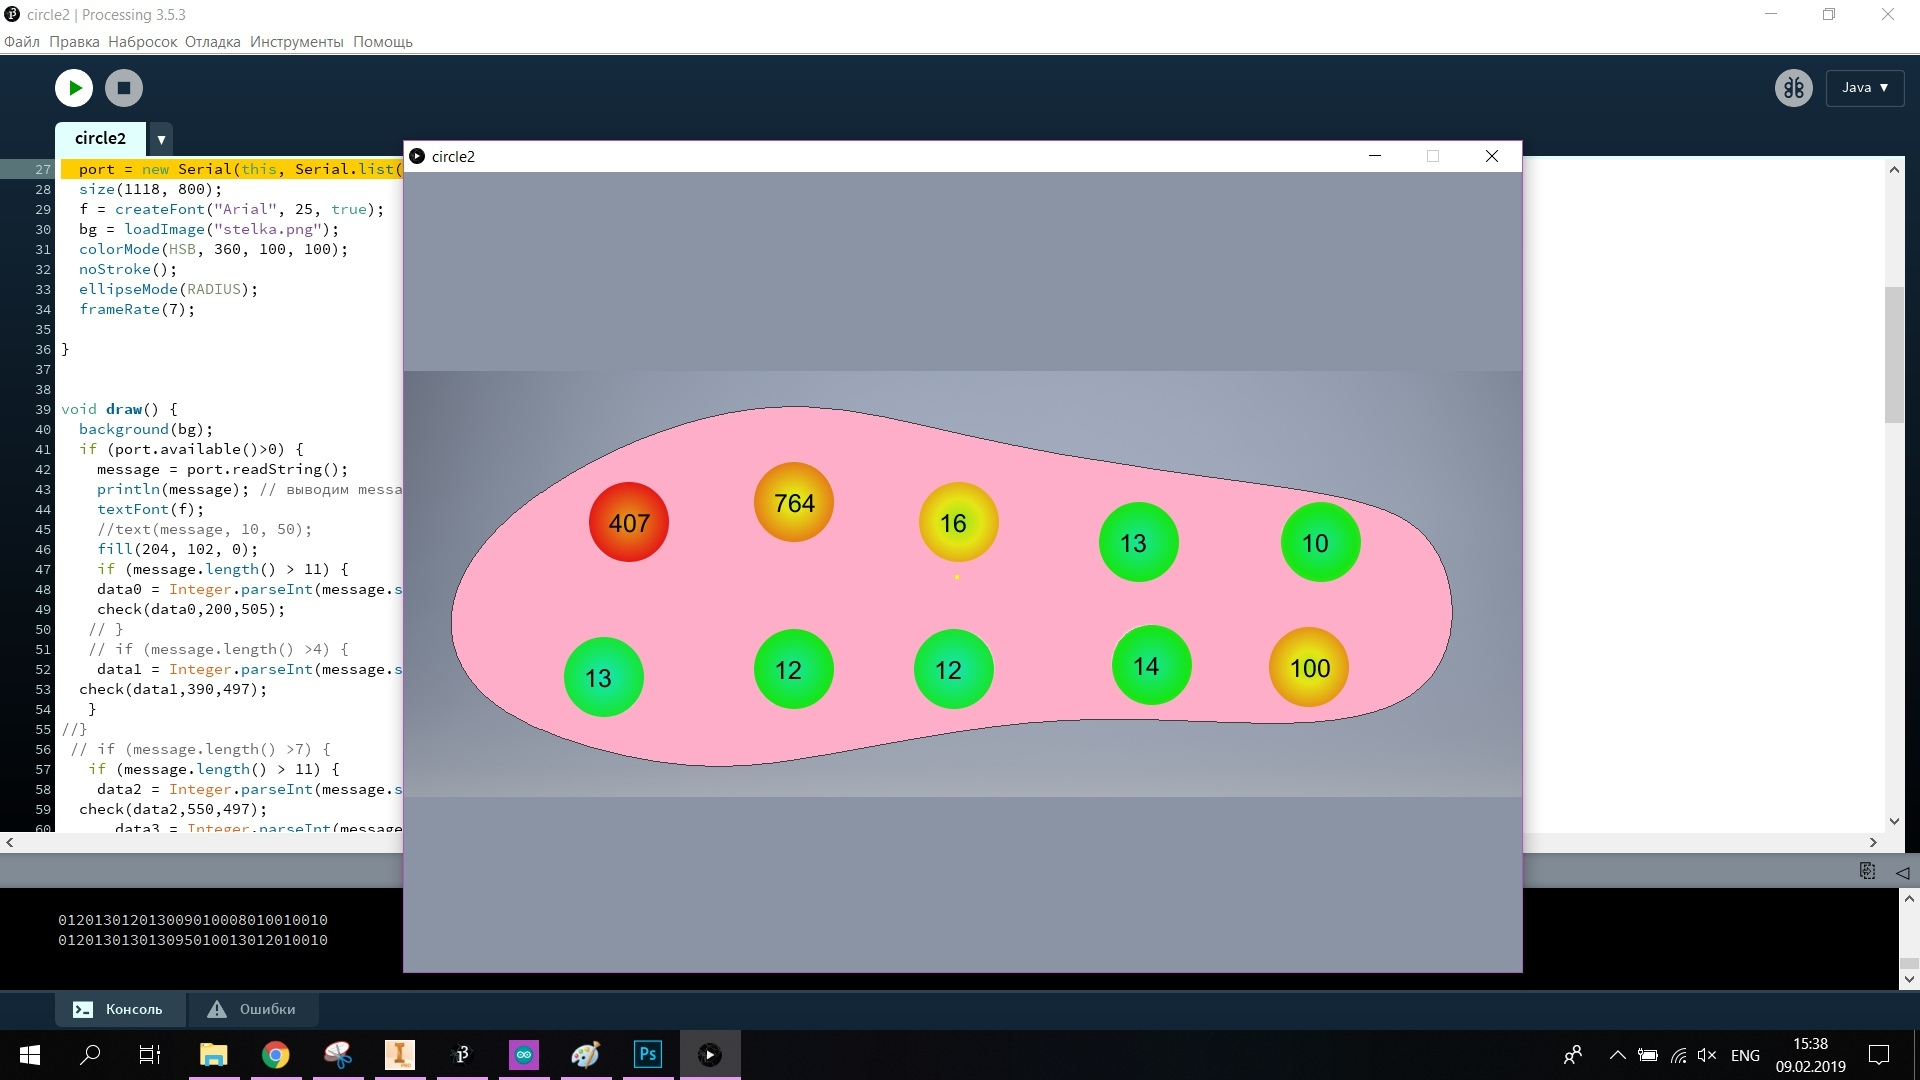 circle2 | Processing 3.5.3
Файл Правка Набросок Отладка Инструменты Помощь
Java ▼
circle2 ▼
circle2
27 port = new Serial(this, Serial.list(
28 size(1118, 800);
29 f = createFont("Arial", 25, true);
30 bg = loadImage("stelka.png");
31 colorMode(HSB, 360, 100, 100);
32 noStroke();
33 ellipseMode(RADIUS);
34 frameRate(7);
35
36 }
37
38
39 void draw() {
40 background(bg);
41 if (port.available()>0) {
42 message = port.readString();
43 println(message); // выводим messa
44 textFont(f);
45 //text(message, 10, 50);
46 fill(204, 102, 0);
47 if (message.length() > 11) {
48 data0 = Integer.parseInt(message.s
49 check(data0,200,505);
50 // }
51 // if (message.length() >4) {
52 data1 = Integer.parseInt(message.s
53 check(data1,390,497);
54 }
55 //}
56 // if (message.length() >7) {
57 if (message.length() > 11) {
58 data2 = Integer.parseInt(message.s
59 check(data2,550,497);
60 data3 = Integer.parseInt(message
407 764 16 13 10
13 12 12 14 100
012013012013009010008010010010
012013013013095010013012010010
Консоль Ошибки
Ps
ENG
15:38
09.02.2019